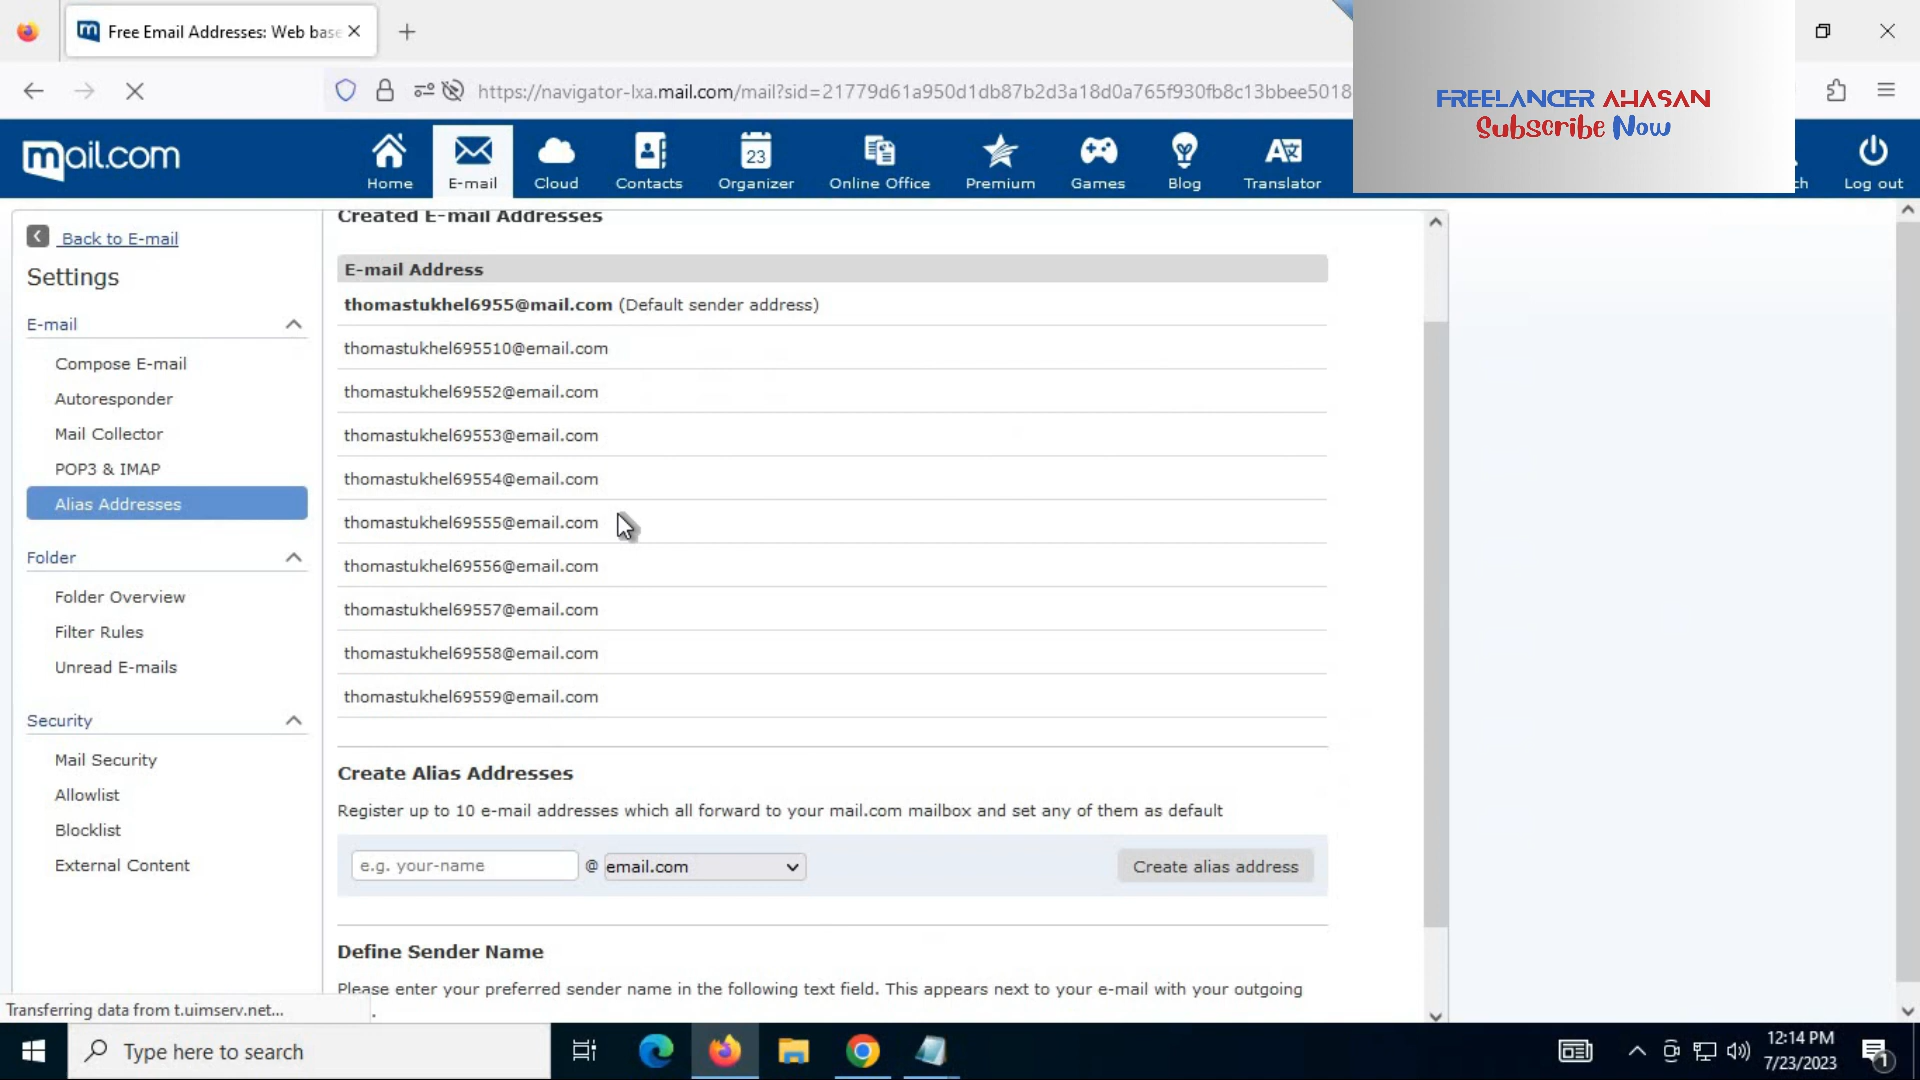 Free Email Addresses: Web base
https://navigator-lxa.mail.com/mail?sid=21779d61a950d1db87b2d3a18d0a765f930fb8c13bbee5018
FREELANCER AHASAN
Subscribe Now
mail.com
Home
E-mail
Cloud
Contacts
23
Organizer
Online Office
Premium
Games
Blog
Translator
ch
Log out
Back to E-mail
Settings
E-mail
Compose E-mail
Autoresponder
Mail Collector
POP3 & IMAP
Alias Addresses
Folder
Folder Overview
Filter Rules
Unread E-mails
Security
Mail Security
Allowlist
Blocklist
External Content
Created E-mail Addresses
E-mail Address
thomastukhel6955@mail.com (Default sender address)
thomastukhel695510@email.com
thomastukhel69552@email.com
thomastukhel69553@email.com
thomastukhel69554@email.com
thomastukhel69555@email.com
thomastukhel69556@email.com
thomastukhel69557@email.com
thomastukhel69558@email.com
thomastukhel69559@email.com
Create Alias Addresses
Register up to 10 e-mail addresses which all forward to your mail.com mailbox and set any of them as default
e.g. your-name @ email.com
Create alias address
Define Sender Name
Please enter your preferred sender name in the following text field. This appears next to your e-mail with your outgoing
Transferring data from t.uimserv.net...
Type here to search
12:14 PM
7/23/2023
1